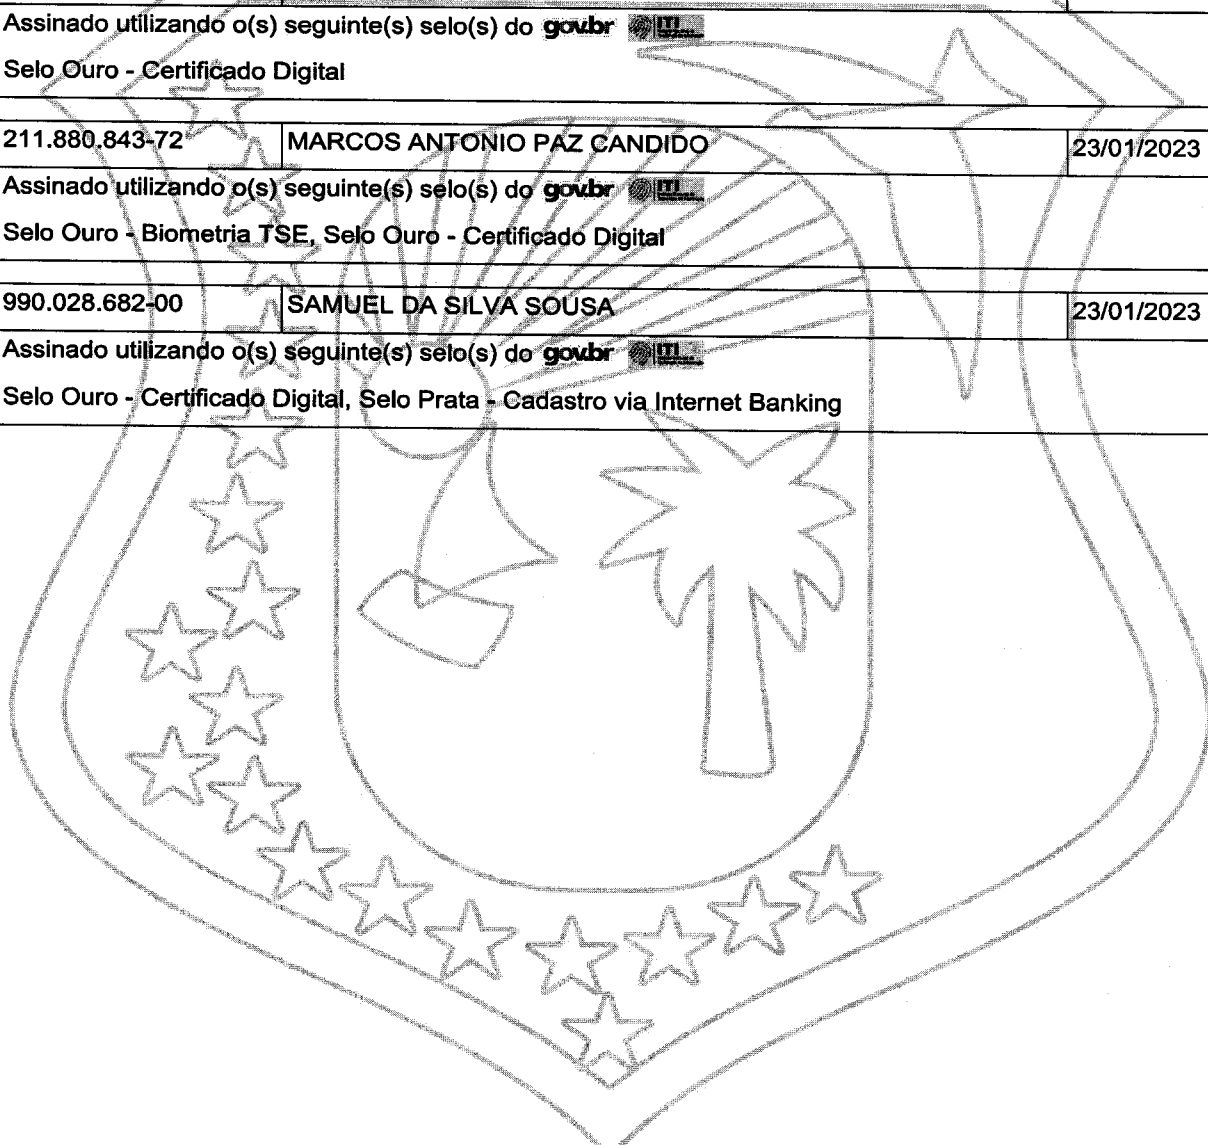 Assinado utilizando o(s) seguinte(s) selo(s) do gov.br ITI
Selo Ouro - Certificado Digital
211.880.843-72 MARCOS ANTONIO PAZ CANDIDO 23/01/2023
Assinado utilizando o(s) seguinte(s) selo(s) do gov.br ITI
Selo Ouro - Biometria TSE, Selo Ouro - Certificado Digital
990.028.682-00 SAMUEL DA SILVA SOUSA 23/01/2023
Assinado utilizando o(s) seguinte(s) selo(s) do gov.br ITI
Selo Ouro - Certificado Digital, Selo Prata - Cadastro via Internet Banking